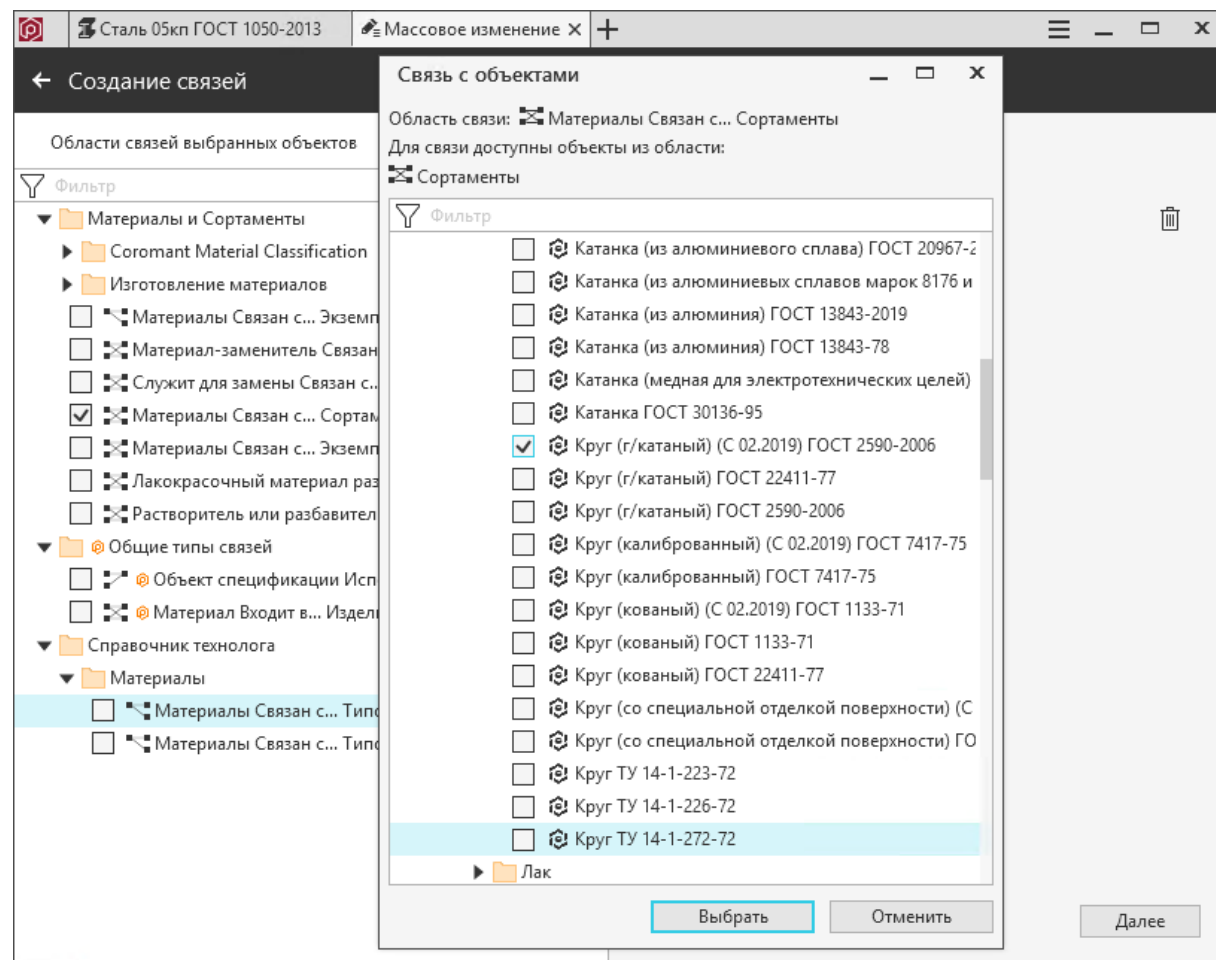 Сталь 05кп ГОСТ 1050-2013
Массовое изменение
Создание связей
Области связей выбранных объектов
Фильтр
Материалы и Сортаменты
Coromant Material Classification
Изготовление материалов
Материалы Связан с... Экземп
Материал-заменитель Связан
Служит для замены Связан с..
Материалы Связан с... Сортам
Материалы Связан с... Экземп
Лакокрасочный материал раз
Растворитель или разбавител
Общие типы связей
Объект спецификации Исп
Материал Входит в... Издели
Справочник технолога
Материалы
Материалы Связан с... Типо
Материалы Связан с... Типо
Связь с объектами
Область связи: Материалы Связан с... Сортаменты
Для связи доступны объекты из области:
Сортаменты
Фильтр
Катанка (из алюминиевого сплава) ГОСТ 20967-2
Катанка (из алюминиевых сплавов марок 8176 и
Катанка (из алюминия) ГОСТ 13843-2019
Катанка (из алюминия) ГОСТ 13843-78
Катанка (медная для электротехнических целей)
Катанка ГОСТ 30136-95
Круг (г/катаный) (С 02.2019) ГОСТ 2590-2006
Круг (г/катаный) ГОСТ 22411-77
Круг (г/катаный) ГОСТ 2590-2006
Круг (калиброванный) (С 02.2019) ГОСТ 7417-75
Круг (калиброванный) ГОСТ 7417-75
Круг (кованый) (С 02.2019) ГОСТ 1133-71
Круг (кованый) ГОСТ 1133-71
Круг (кованый) ГОСТ 22411-77
Круг (со специальной отделкой поверхности) (С
Круг (со специальной отделкой поверхности) ГО
Круг ТУ 14-1-223-72
Круг ТУ 14-1-226-72
Круг ТУ 14-1-272-72
Лак
Выбрать
Отменить
Далее